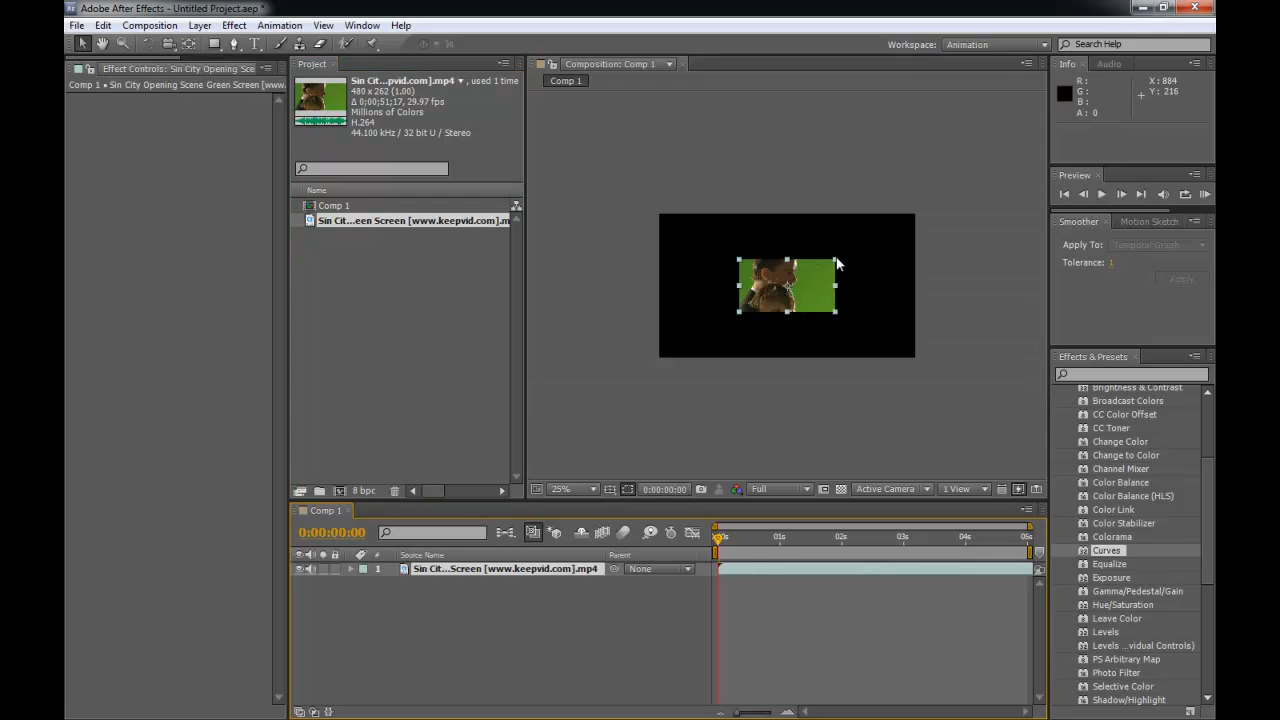 Adobe After Effects - Untitled Project.aep *
File Edit Composition Layer Effect Animation View Window Help
Workspace: Animation
Search Help
Effect Controls: Sin City Opening Sce
Comp 1 • Sin City Opening Scene Green Screen [www.
Project
Sin Cit...pvid.com].mp4 , used 1 time
480 x 262 (1.00)
Δ 0;00;51;17, 29.97 fps
Millions of Colors
H.264
44.100 kHz / 32 bit U / Stereo
Name
Comp 1
Sin Cit...een Screen [www.keepvid.com].m
8 bpc
Composition: Comp 1
Comp 1
25%
0:00:00:00
Full
Active Camera
1 View
Info
Audio
R :
G :
B :
A : 0
X : 884
Y : 216
Preview
Smoother
Motion Sketch
Apply To: Temporal Graph
Tolerance: 1
Apply
Effects & Presets
Brightness & Contrast
Broadcast Colors
CC Color Offset
CC Toner
Change Color
Change to Color
Channel Mixer
Color Balance
Color Balance (HLS)
Color Link
Color Stabilizer
Colorama
Curves
Equalize
Exposure
Gamma/Pedestal/Gain
Hue/Saturation
Leave Color
Levels
Levels ...vidual Controls)
PS Arbitrary Map
Photo Filter
Selective Color
Shadow/Highlight
Comp 1
0:00:00:00
01s 02s 03s 04s 05s
# Source Name Parent
1 Sin Cit...Screen [www.keepvid.com].mp4 None